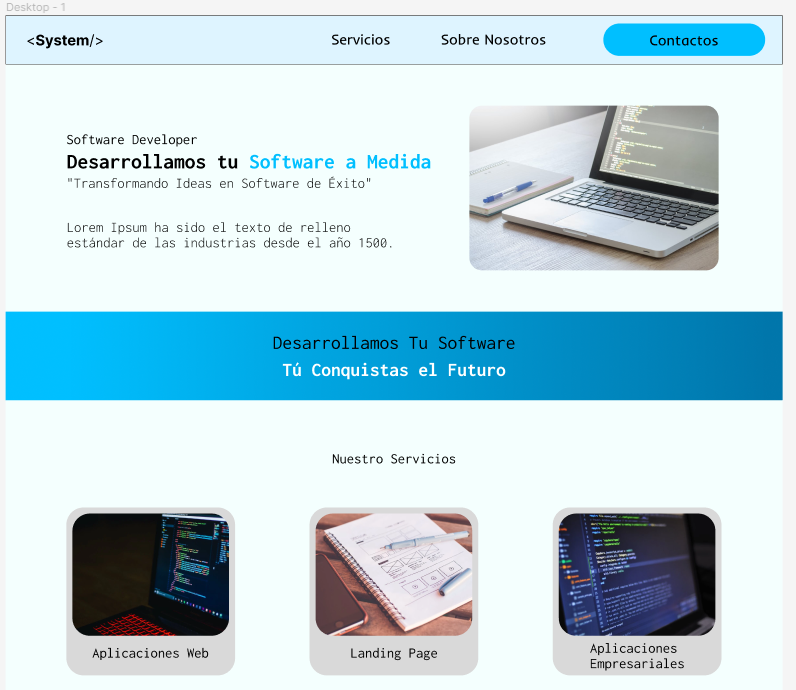 Desktop - 1
<System/>
Servicios
Sobre Nosotros
Contactos
Software Developer
Desarrollamos tu Software a Medida
"Transformando Ideas en Software de Éxito"
Lorem Ipsum ha sido el texto de relleno
estándar de las industrias desde el año 1500.
Desarrollamos Tu Software
Tú Conquistas el Futuro
Nuestro Servicios
Aplicaciones Web
Landing Page
Aplicaciones
Empresariales